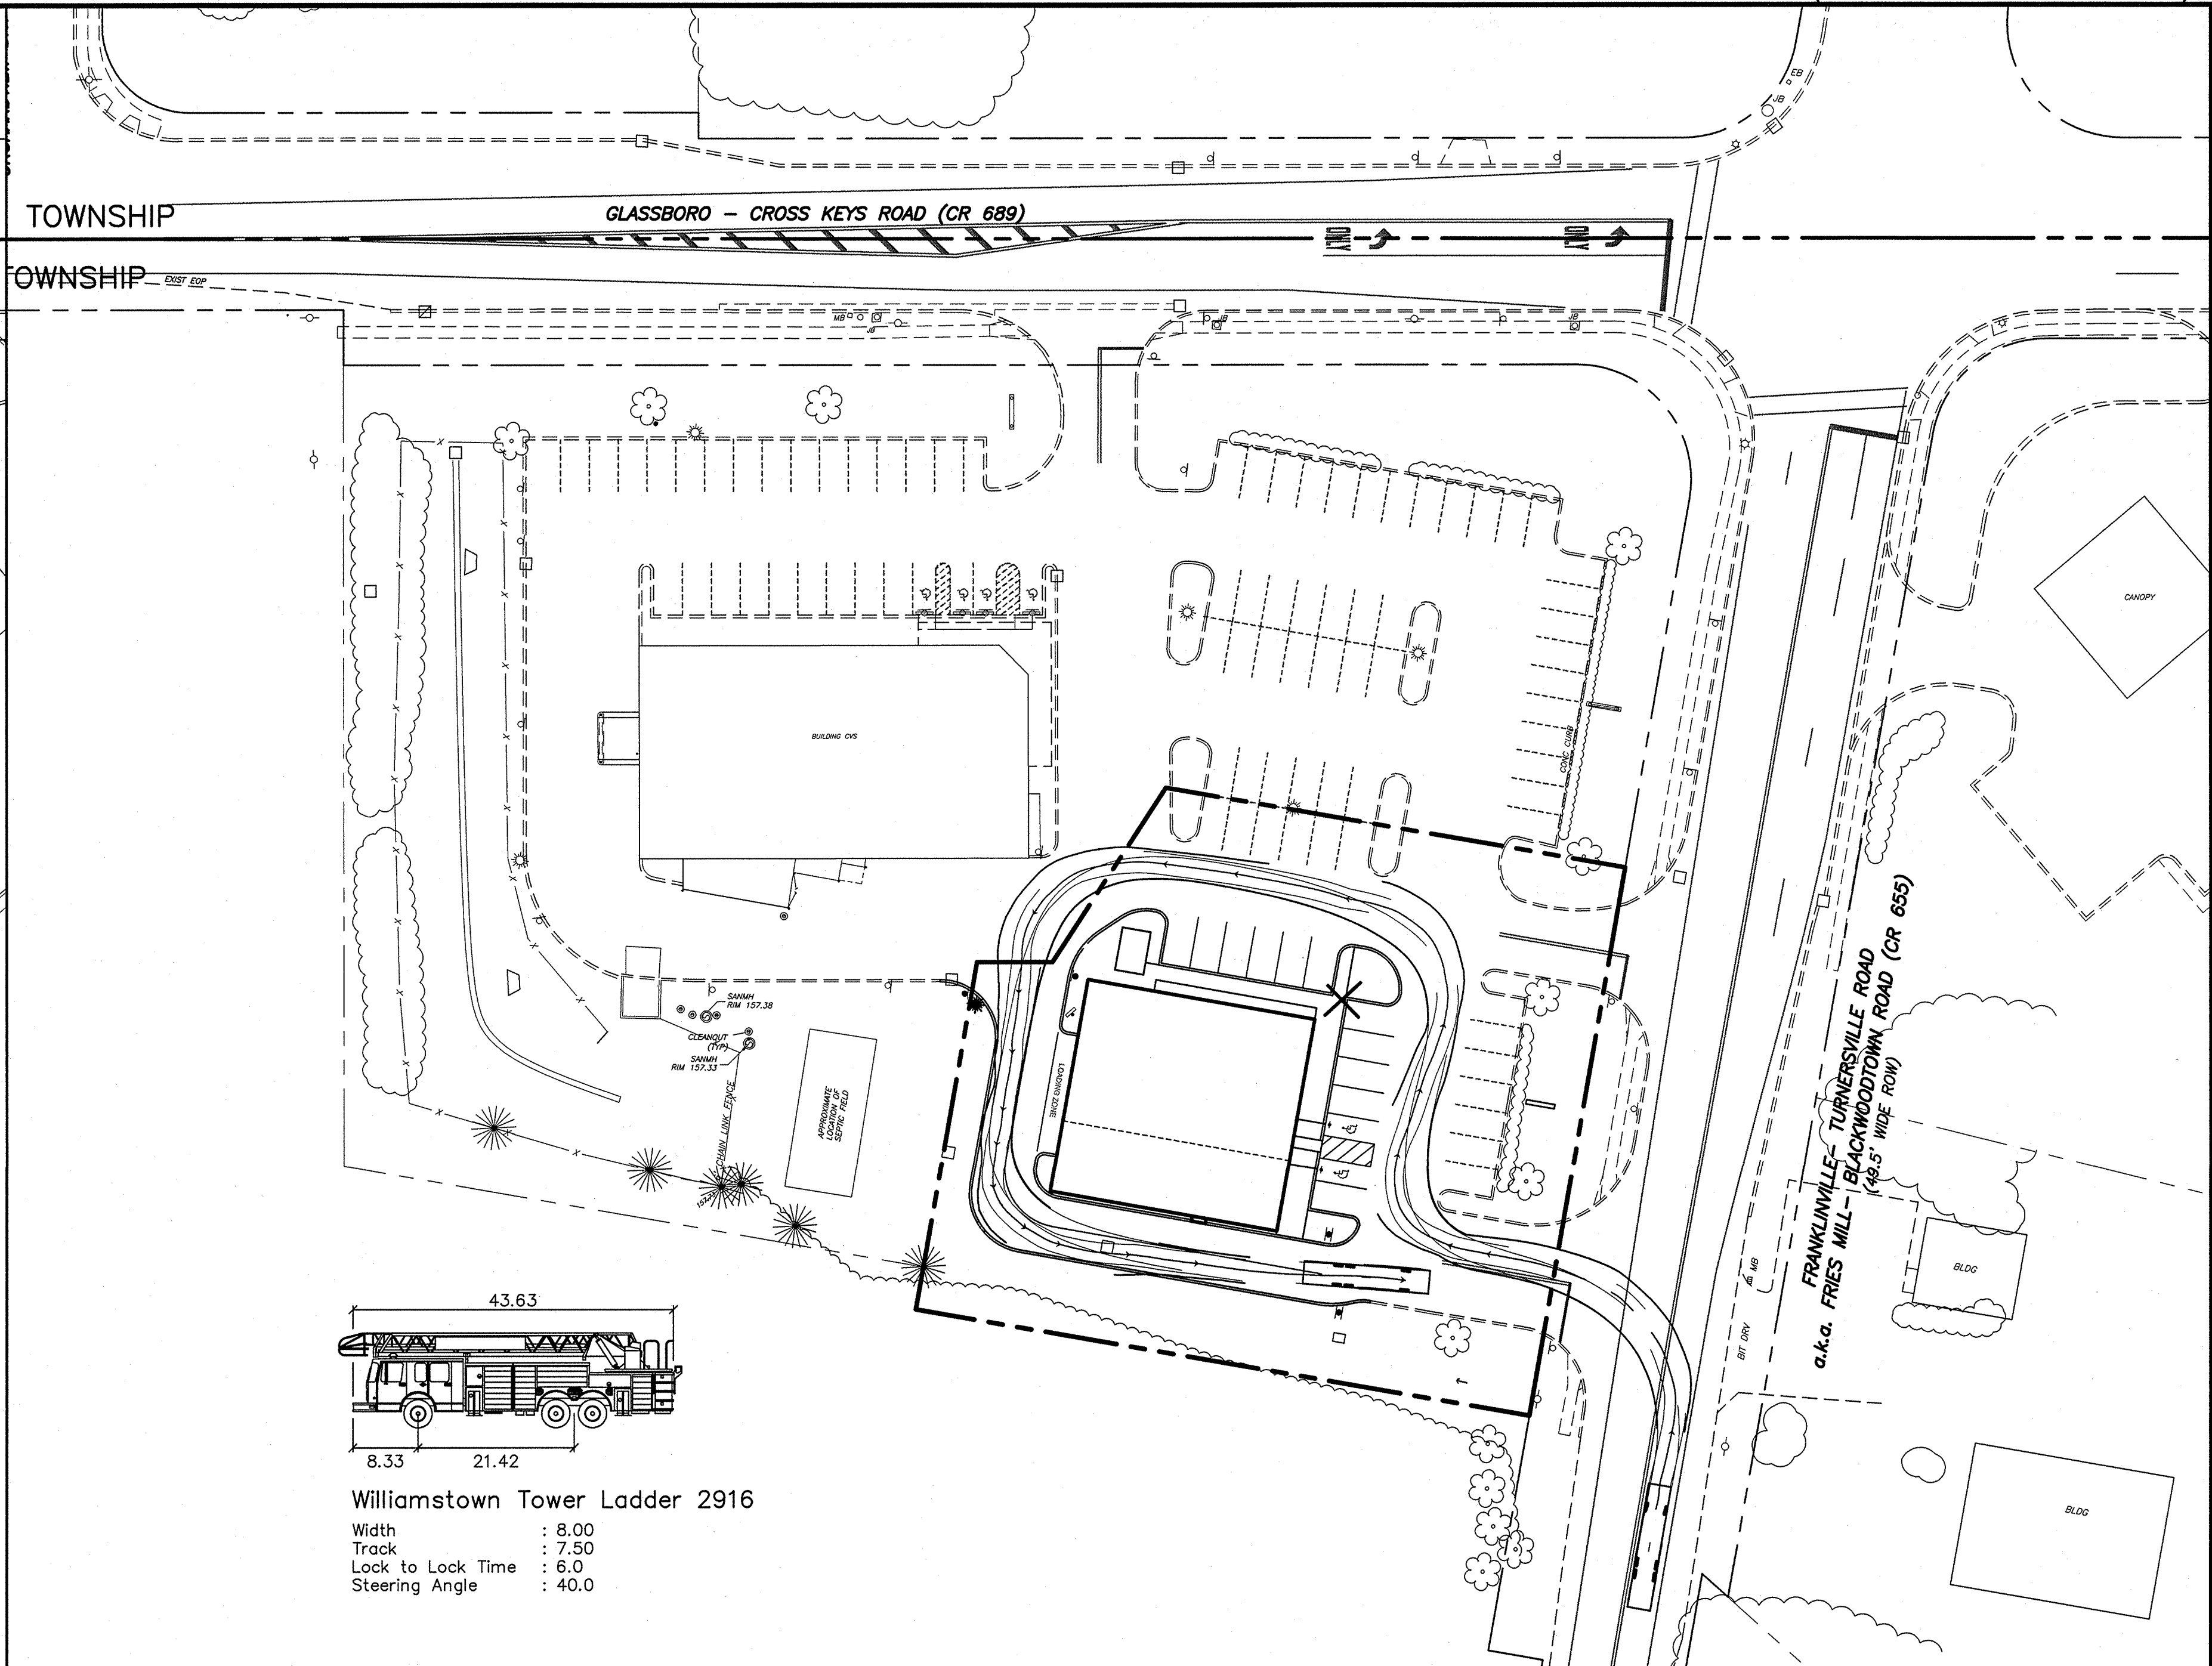 EB
JB
TOWNSHIP
GLASSBORO - CROSS KEYS ROAD (CR 689)
ONLY
ONLY
TOWNSHIP
EXIST EOP
MB
JB
JB
JB
CANOPY
BUILDING CVS
CONC CURB
SANMH
RIM 157.38
CLEANOUT
(TYP)
SANMH
RIM 157.33
CHAIN LINK FENCE
APPROXIMATE
LOCATION OF
SEPTIC FIELD
LOADING ZONE
FRANKLINVILLE - TURNERSVILLE ROAD
a.k.a. FRIES MILL - BLACKWOODTOWN ROAD (CR 655)
(49.5' WIDE ROW)
MB
BIT DRV
BLDG
BLDG
43.63
8.33 21.42
Williamstown Tower Ladder 2916
Width : 8.00
Track : 7.50
Lock to Lock Time : 6.0
Steering Angle : 40.0